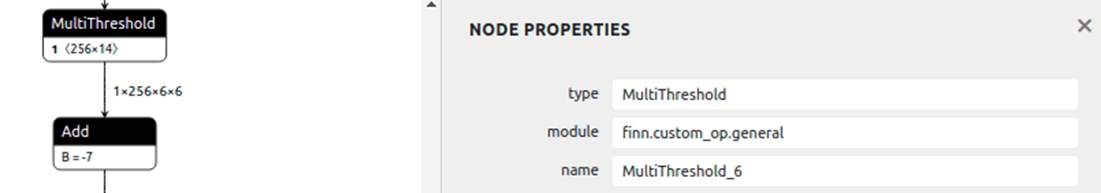 MultiThreshold
1 〈256×14〉
1×256×6×6
Add
B = -7
NODE PROPERTIES
type MultiThreshold
module finn.custom_op.general
name MultiThreshold_6